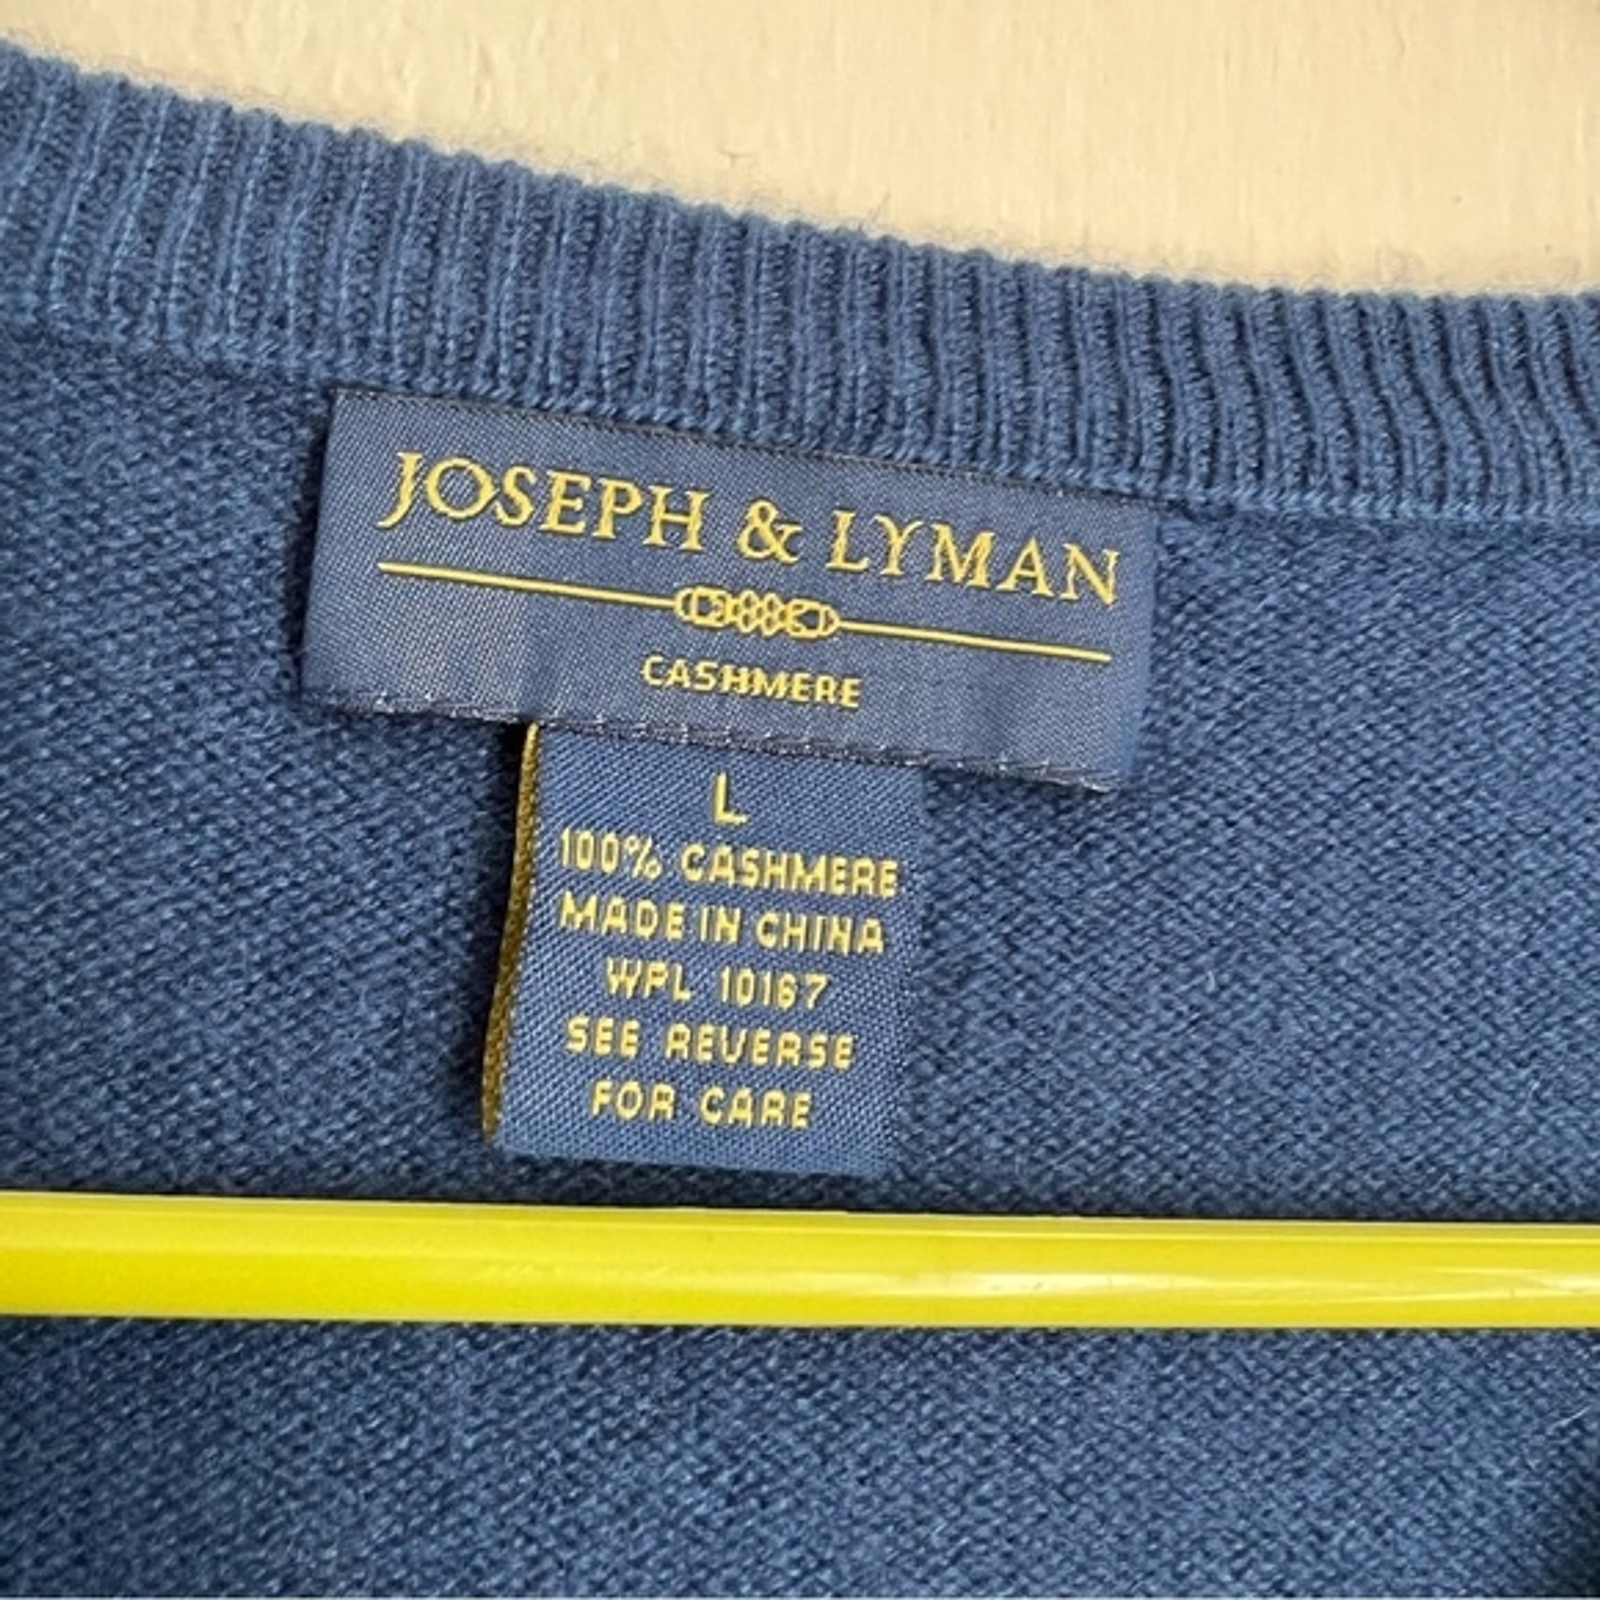 JOSEPH & LYMAN
CASHMERE
L
100% CASHMERE
MADE IN CHINA
WPL 10167
SEE REVERSE
FOR CARE